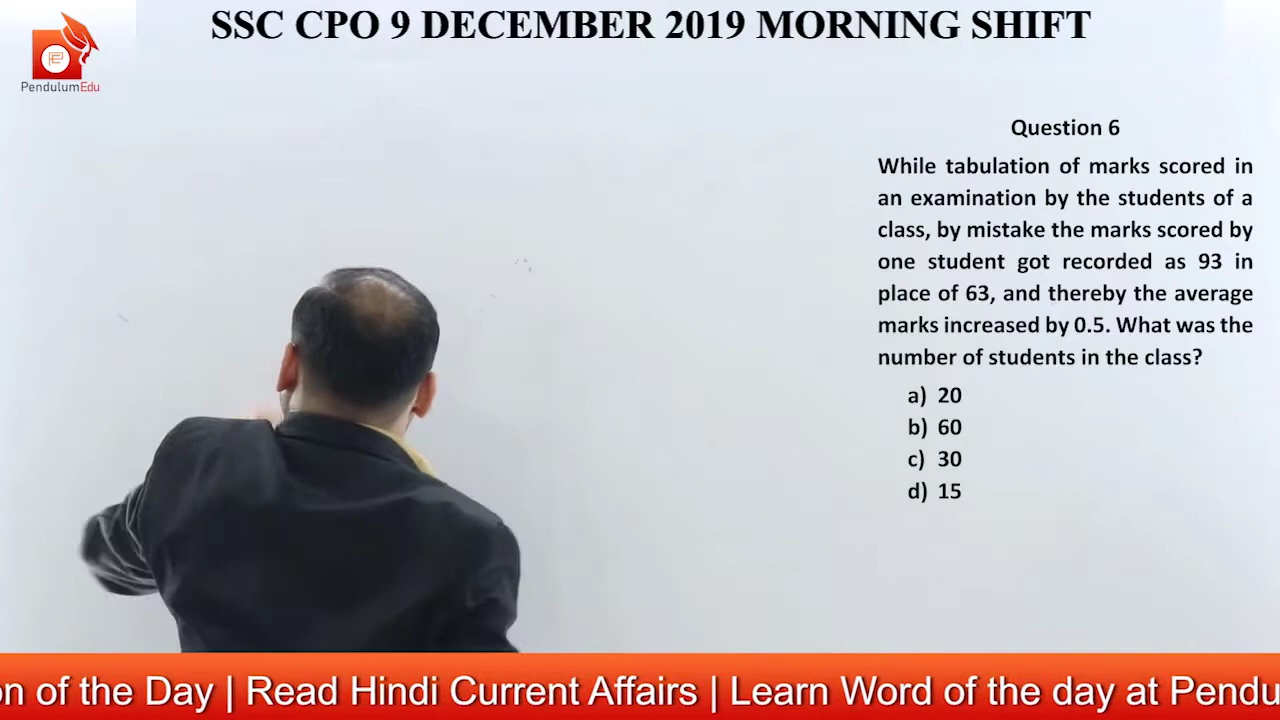 SSC CPO 9 DECEMBER 2019 MORNING SHIFT
PendulumEdu
Question 6
While tabulation of marks scored in
an examination by the students of a
class, by mistake the marks scored by
one student got recorded as 93 in
place of 63, and thereby the average
marks increased by 0.5. What was the
number of students in the class?
a) 20
b) 60
c) 30
d) 15
of the Day | Read Hindi Current Affairs | Learn Word of the day at